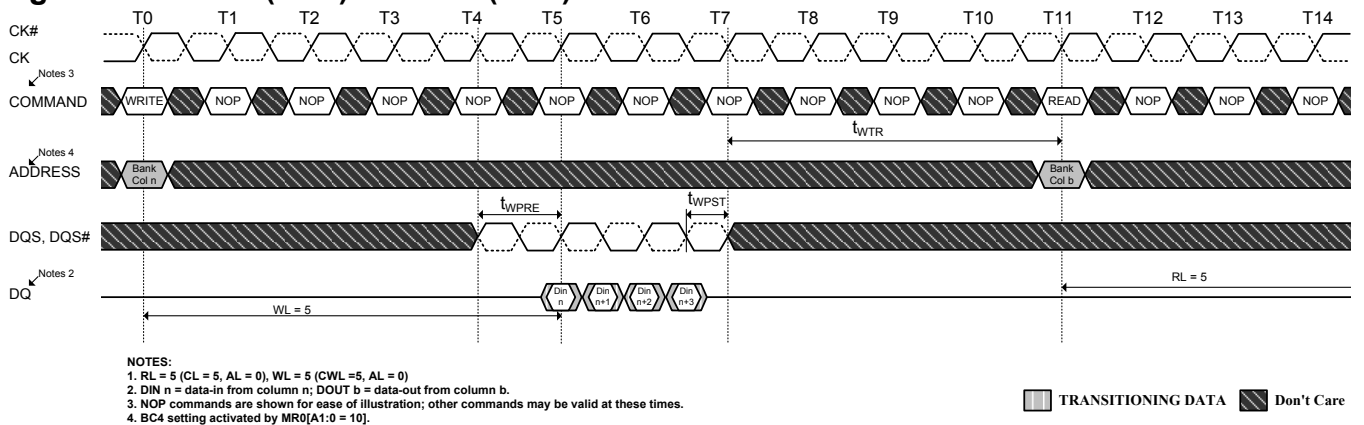 T0 T1 T2 T3 T4 T5 T6 T7 T8 T9 T10 T11 T12 T13 T14
CK#
CK
Notes 3
COMMAND WRITE NOP NOP NOP NOP NOP NOP NOP NOP NOP NOP READ NOP NOP NOP
tWTR
Notes 4
ADDRESS
Bank Bank
Col n Col b
tWPRE tWPST
DQS, DQS#
Notes 2
DQ
Din Din Din Din
n n+1 n+2 n+3
RL = 5
WL = 5
NOTES:
1. RL = 5 (CL = 5, AL = 0), WL = 5 (CWL =5, AL = 0)
2. DIN n = data-in from column n; DOUT b = data-out from column b.
3. NOP commands are shown for ease of illustration; other commands may be valid at these times.
4. BC4 setting activated by MR0[A1:0 = 10].
TRANSITIONING DATA Don't Care